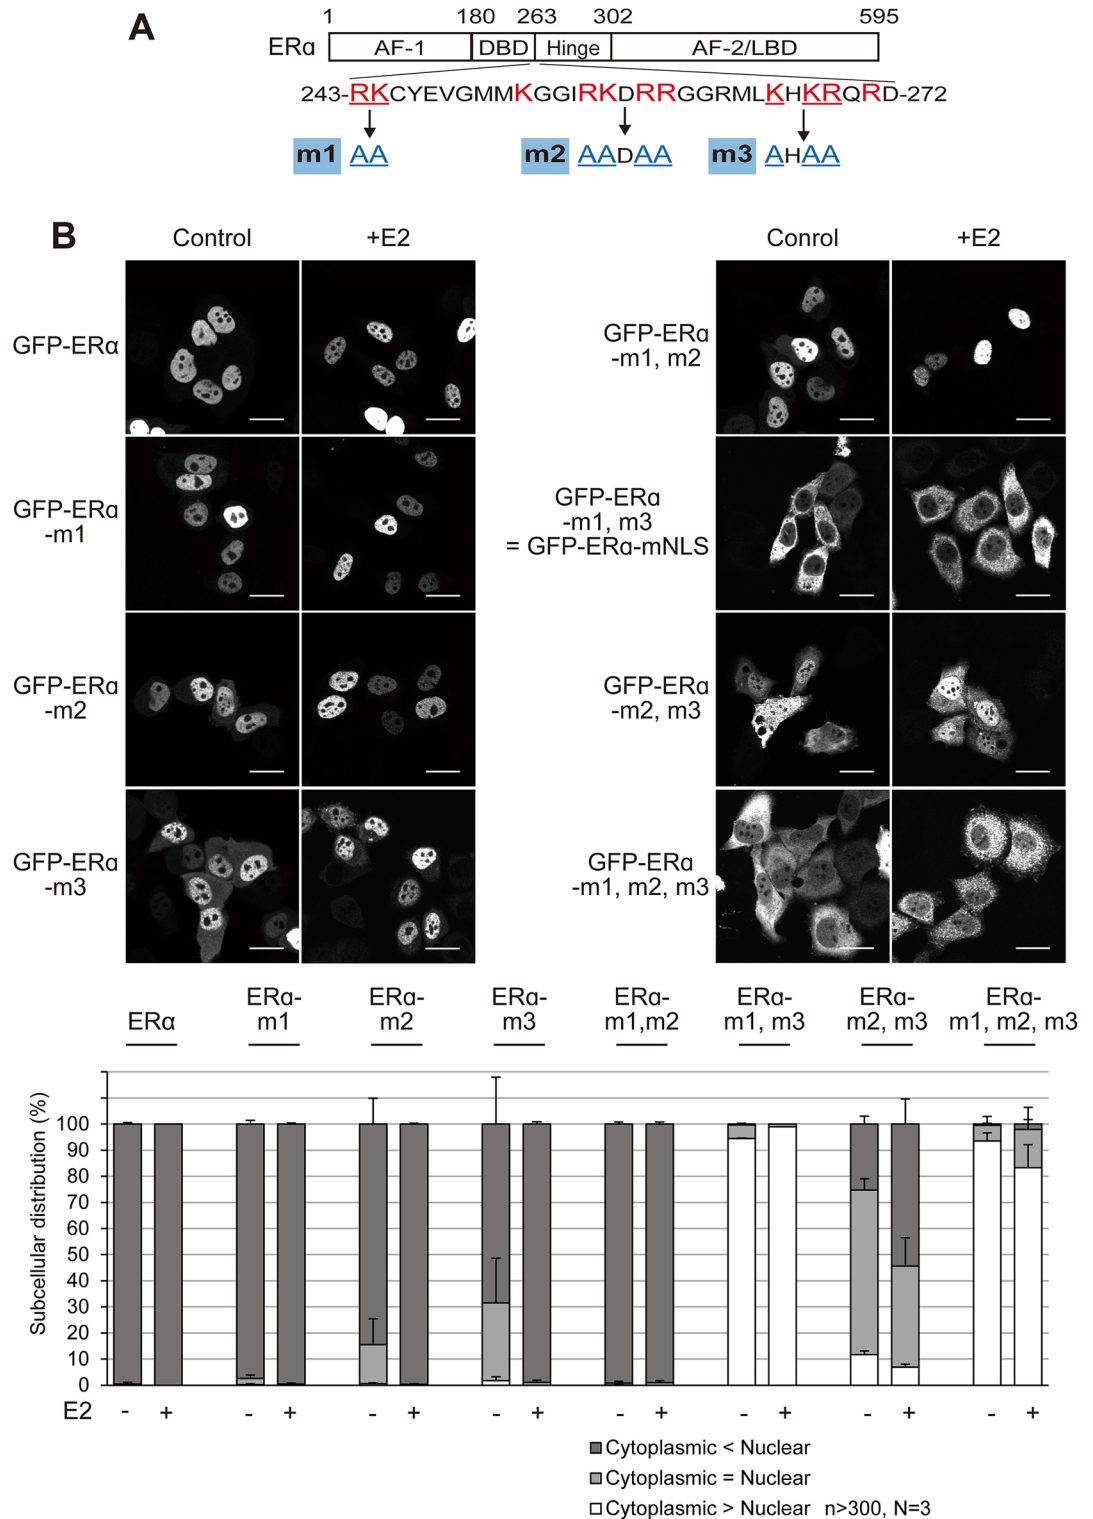 A
1 180 263 302 595
ERα AF-1 DBD Hinge AF-2/LBD
243-RKCYEVGMMKGGIRKDRRGGRMLKHKRQRD-272
m1 AA m2 AADAA m3 AHAA
B
Control +E2 Conrol +E2
GFP-ERα
GFP-ERα
-m1
GFP-ERα
-m2
GFP-ERα
-m3
GFP-ERα
-m1, m2
GFP-ERα
-m1, m3
= GFP-ERα-mNLS
GFP-ERα
-m2, m3
GFP-ERα
-m1, m2, m3
ERα
ERα-
m1
ERα-
m2
ERα-
m3
ERα-
m1,m2
ERα-
m1, m3
ERα-
m2, m3
ERα-
m1, m2, m3
Subcellular distribution (%)
100
90
80
70
60
50
40
30
20
10
0
E2 - + - + - + - + - + - + - + - +
Cytoplasmic < Nuclear
Cytoplasmic = Nuclear
Cytoplasmic > Nuclear n>300, N=3